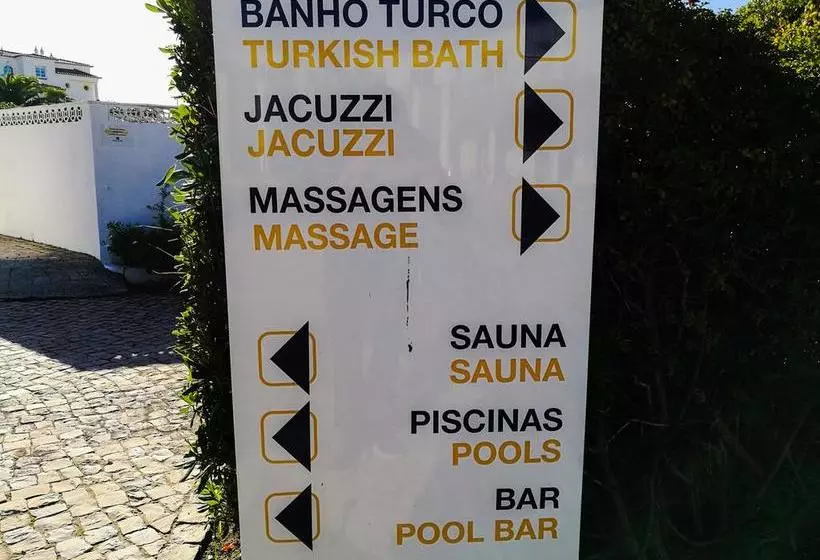 BANHO TURCO
TURKISH BATH
JACUZZI
JACUZZI
MASSAGENS
MASSAGE
SAUNA
SAUNA
PISCINAS
POOLS
BAR
POOL BAR